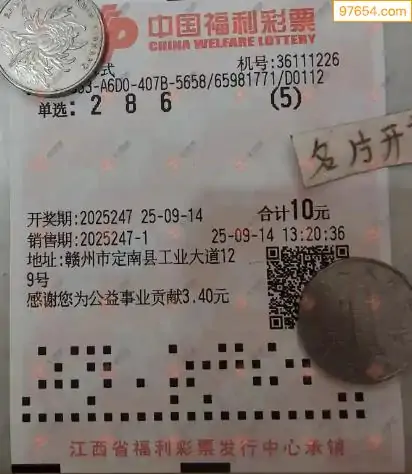 97654.com
中国福利彩票
CHINA WELFARE LOTTERY
式 机号:36111226
-A6D0-407B-5658/65981771/D0112
单选: 2 8 6 (5)
名片开
开奖期:2025247 25-09-14 合计10元
销售期:2025247-1 25-09-14 13:20:36
地址:赣州市定南县工业大道12
9号
感谢您为公益事业贡献3.40元
江西省福利彩票发行中心承销